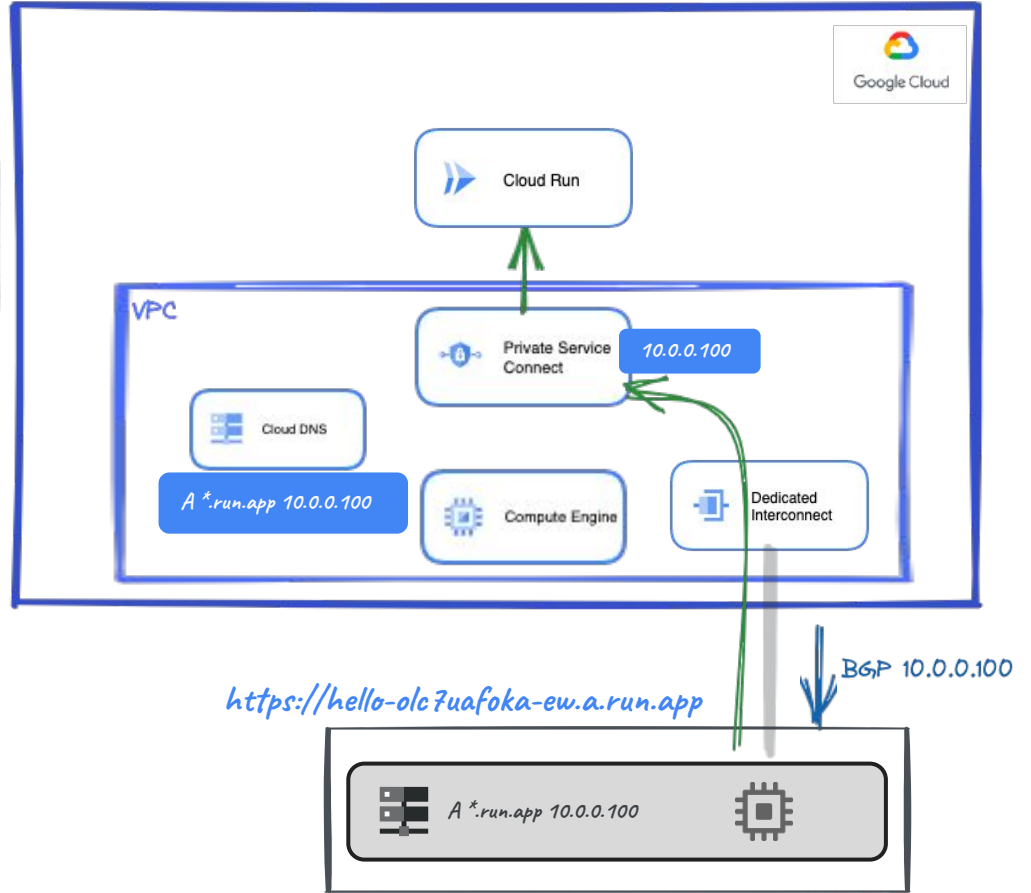 Google Cloud
Cloud Run
VPC
Private Service
Connect
10.0.0.100
Cloud DNS
A *.run.app 10.0.0.100
Compute Engine
Dedicated
Interconnect
BGP 10.0.0.100
https://hello-olc7uafoka-ew.a.run.app
A *.run.app 10.0.0.100